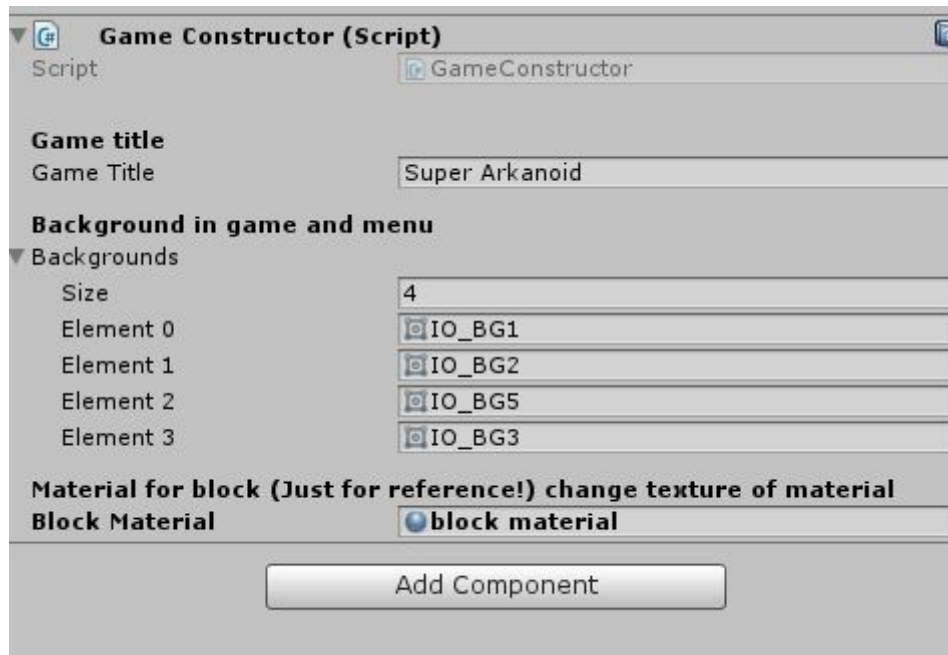 Game Constructor (Script)
Script GameConstructor
Game title
Game Title Super Arkanoid
Background in game and menu
Backgrounds
Size 4
Element 0 IO_BG1
Element 1 IO_BG2
Element 2 IO_BG5
Element 3 IO_BG3
Material for block (Just for reference!) change texture of material
Block Material block material
Add Component